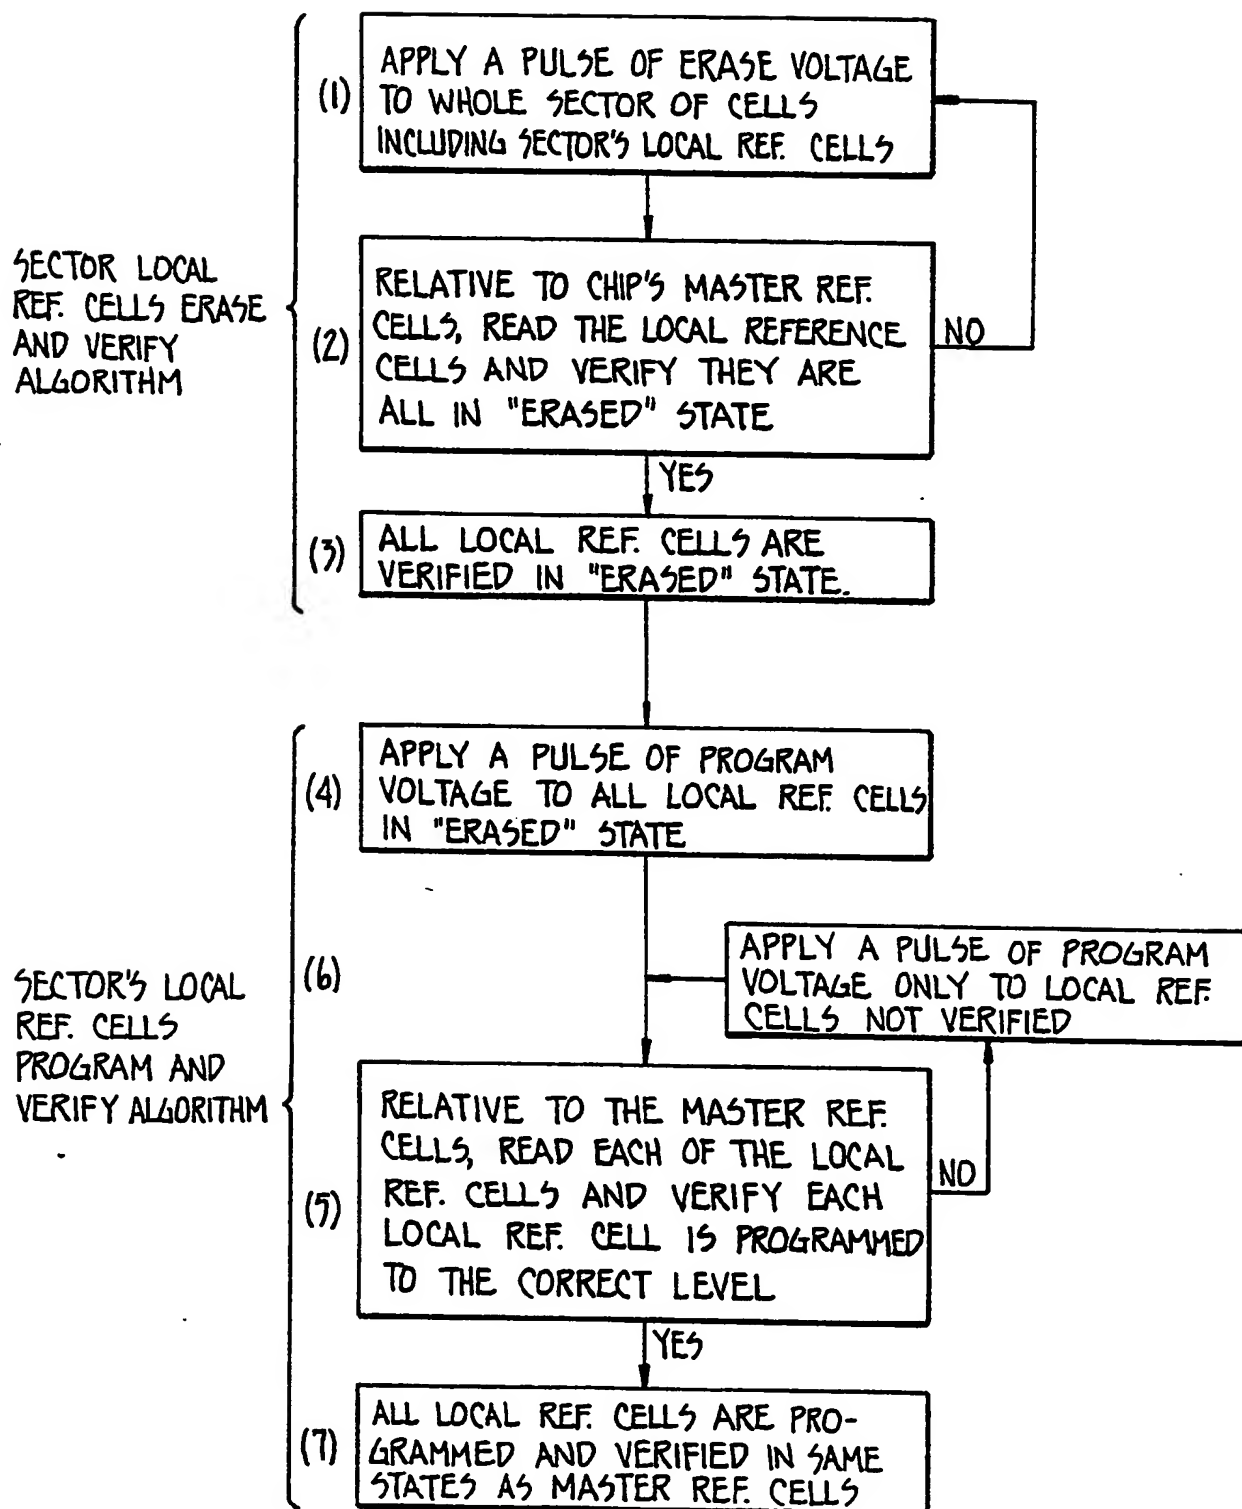 (1)
APPLY A PULSE OF ERASE VOLTAGE
TO WHOLE SECTOR OF CELLS
INCLUDING SECTOR'S LOCAL REF. CELLS
SECTOR LOCAL
REF. CELLS ERASE
AND VERIFY
ALGORITHM
(2)
RELATIVE TO CHIP'S MASTER REF.
CELLS, READ THE LOCAL REFERENCE
CELLS AND VERIFY THEY ARE
ALL IN "ERASED" STATE
NO
YES
(3)
ALL LOCAL REF. CELLS ARE
VERIFIED IN "ERASED" STATE.
(4)
APPLY A PULSE OF PROGRAM
VOLTAGE TO ALL LOCAL REF. CELLS
IN "ERASED" STATE
(6)
APPLY A PULSE OF PROGRAM
VOLTAGE ONLY TO LOCAL REF.
CELLS NOT VERIFIED
SECTOR'S LOCAL
REF. CELLS
PROGRAM AND
VERIFY ALGORITHM
(5)
RELATIVE TO THE MASTER REF.
CELLS, READ EACH OF THE LOCAL
REF. CELLS AND VERIFY EACH
LOCAL REF. CELL IS PROGRAMMED
TO THE CORRECT LEVEL
NO
YES
(7)
ALL LOCAL REF. CELLS ARE PRO-
GRAMMED AND VERIFIED IN SAME
STATES AS MASTER REF. CELLS